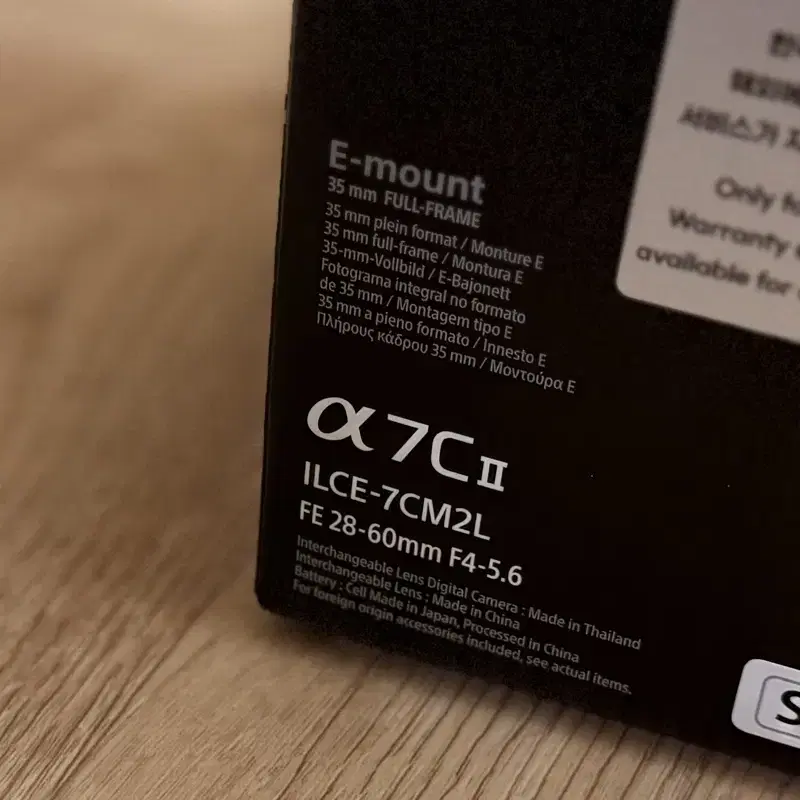 E-mount
35 mm FULL-FRAME
35 mm plein format / Monture E
35 mm full-frame / Montura E
35-mm-Vollbild / E-Bajonett
Fotograma integral no formato
de 35 mm / Montagem tipo E
35 mm a pieno formato / Innesto E
Πλήρους κάδρου 35 mm / Μοντούρα E
α7CII
ILCE-7CM2L
FE 28-60mm F4-5.6
Interchangeable Lens Digital Camera : Made in Thailand
Interchangeable Lens : Made in China
Battery : Cell Made in Japan, Processed in China
For foreign origin accessories included, see actual items.
서비스가
Only
Warranty
available for
S